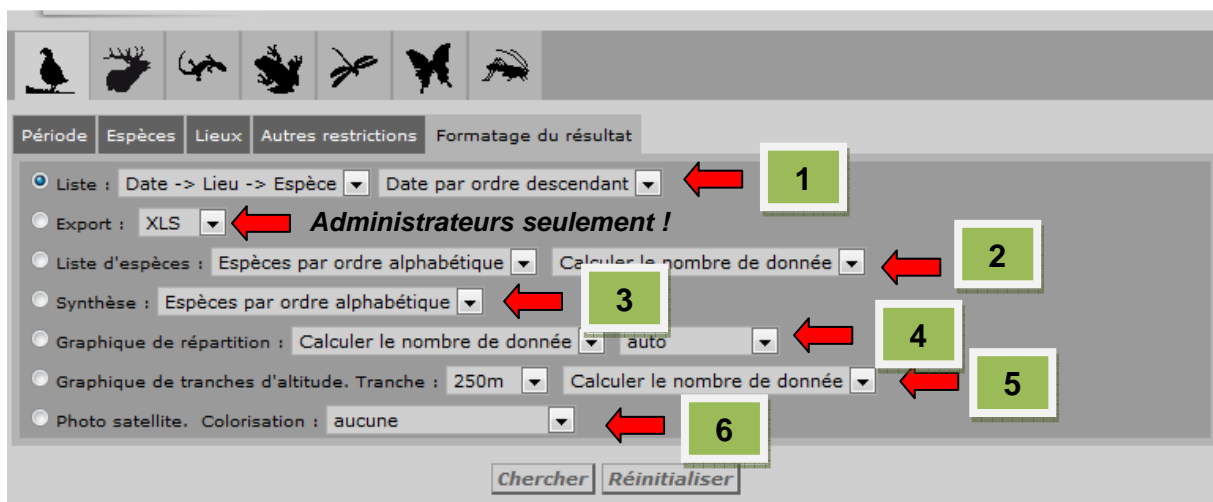 Période Espèces Lieux Autres restrictions Formatage du résultat
Liste : Date -> Lieu -> Espèce Date par ordre descendant 1
Export : XLS Administrateurs seulement !
Liste d'espèces : Espèces par ordre alphabétique Calculer le nombre de donnée 2
Synthèse : Espèces par ordre alphabétique 3
Graphique de répartition : Calculer le nombre de donnée auto 4
Graphique de tranches d'altitude. Tranche : 250m Calculer le nombre de donnée 5
Photo satellite. Colorisation : aucune 6
Chercher Réinitialiser